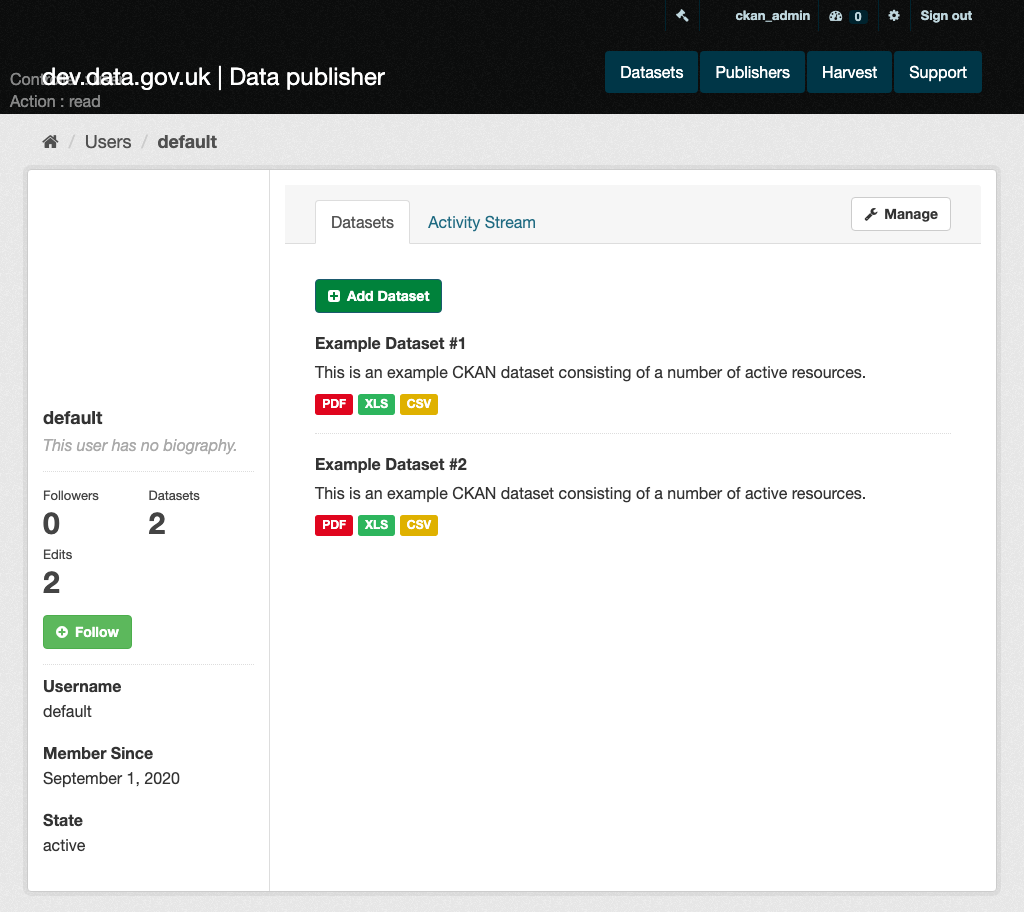 ckan_admin 0 Sign out
dev.data.gov.uk | Data publisher
Action : read
Datasets Publishers Harvest Support
/ Users / default
Datasets Activity Stream Manage
Add Dataset
Example Dataset #1
This is an example CKAN dataset consisting of a number of active resources.
PDF XLS CSV
Example Dataset #2
This is an example CKAN dataset consisting of a number of active resources.
PDF XLS CSV
default
This user has no biography.
Followers Datasets
0 2
Edits
2
Follow
Username
default
Member Since
September 1, 2020
State
active